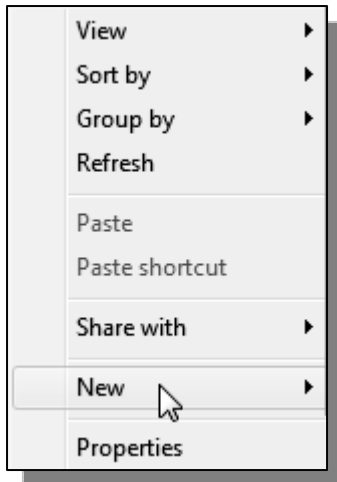 View
Sort by
Group by
Refresh
Paste
Paste shortcut
Share with
New
Properties